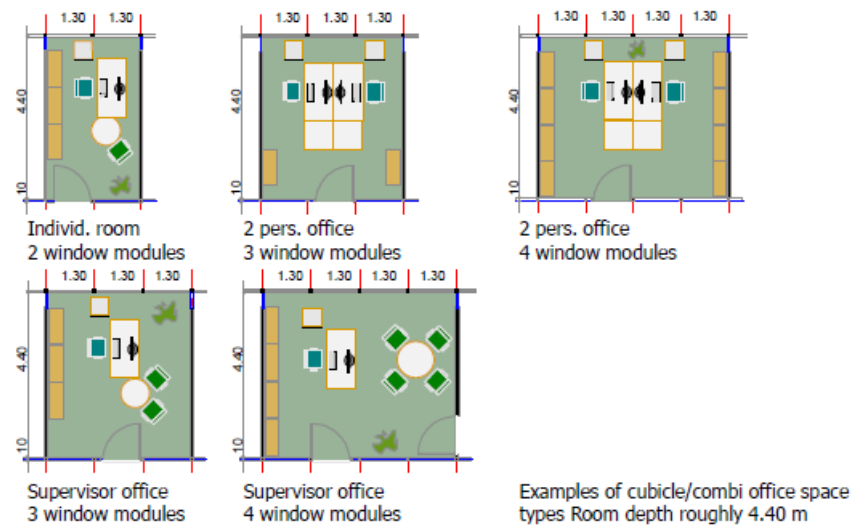 1.30 1.30
4.40
10
Individ. room
2 window modules
1.30 1.30 1.30
4.40
10
2 pers. office
3 window modules
1.30 1.30 1.30 1.30
4.40
10
2 pers. office
4 window modules
1.30 1.30 1.30
4.40
10
Supervisor office
3 window modules
1.30 1.30 1.30 1.30
4.40
10
Supervisor office
4 window modules
Examples of cubicle/combi office space
types Room depth roughly 4.40 m